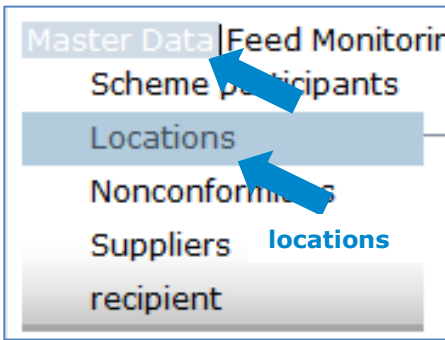 Master Data|Feed Monitorin
Scheme participants
Locations
Nonconformities
Suppliers
locations
recipient